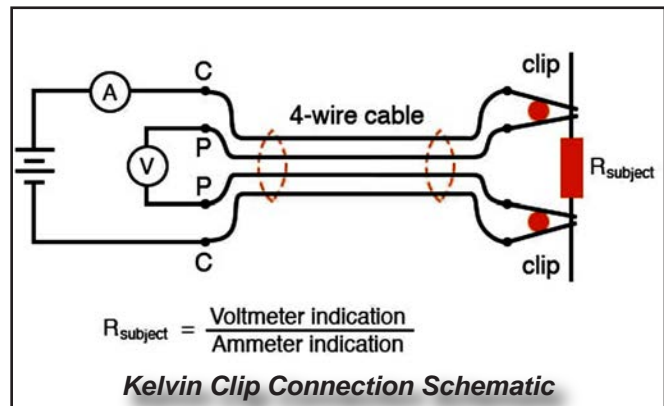 clip
C
A
4-wire cable
P
V
P
R subject
C
clip
R subject = Voltmeter indication
Ammeter indication
Kelvin Clip Connection Schematic